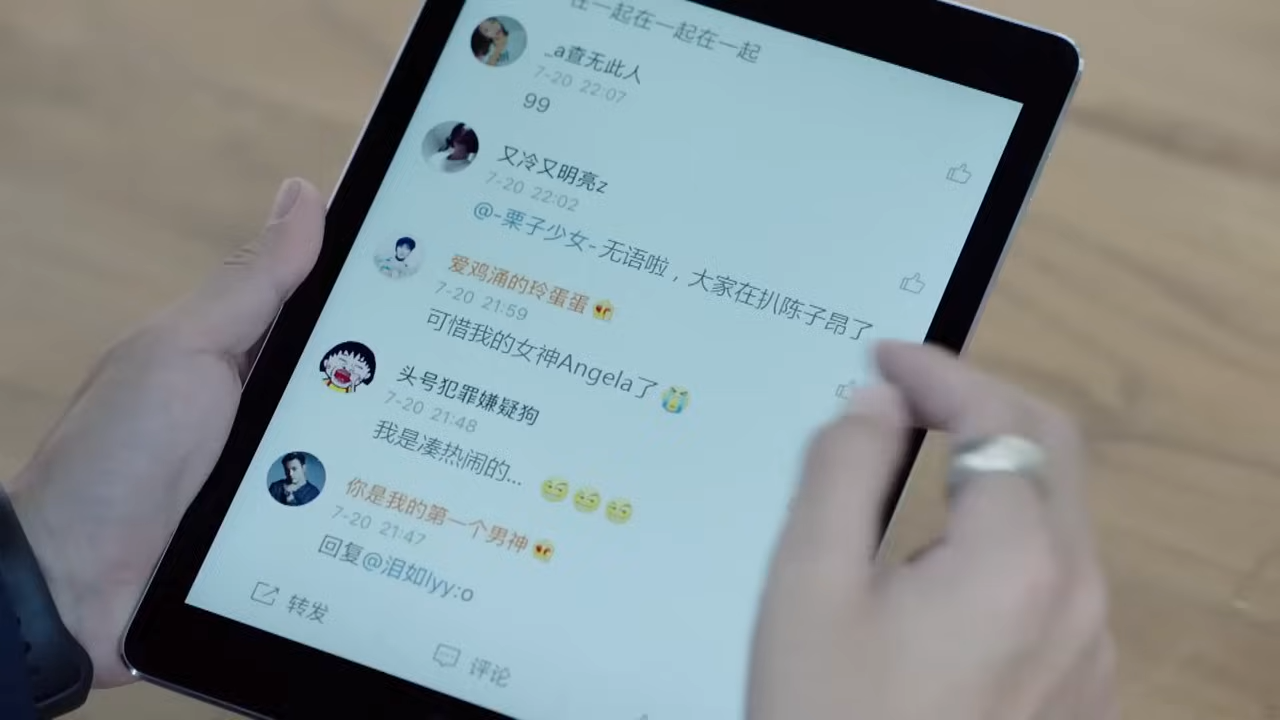 在一起在一起在一起
_a查无此人
7-20 22:07
99
又冷又明亮z
7-20 22:02
@-栗子少女-无语啦，大家在扒陈子昂了
爱鸡涌的玲蛋蛋
7-20 21:59
可惜我的女神Angela了
头号犯罪嫌疑狗
7-20 21:48
我是凑热闹的...
你是我的第一个男神
7-20 21:47
回复@泪如lyy:o
转发
评论